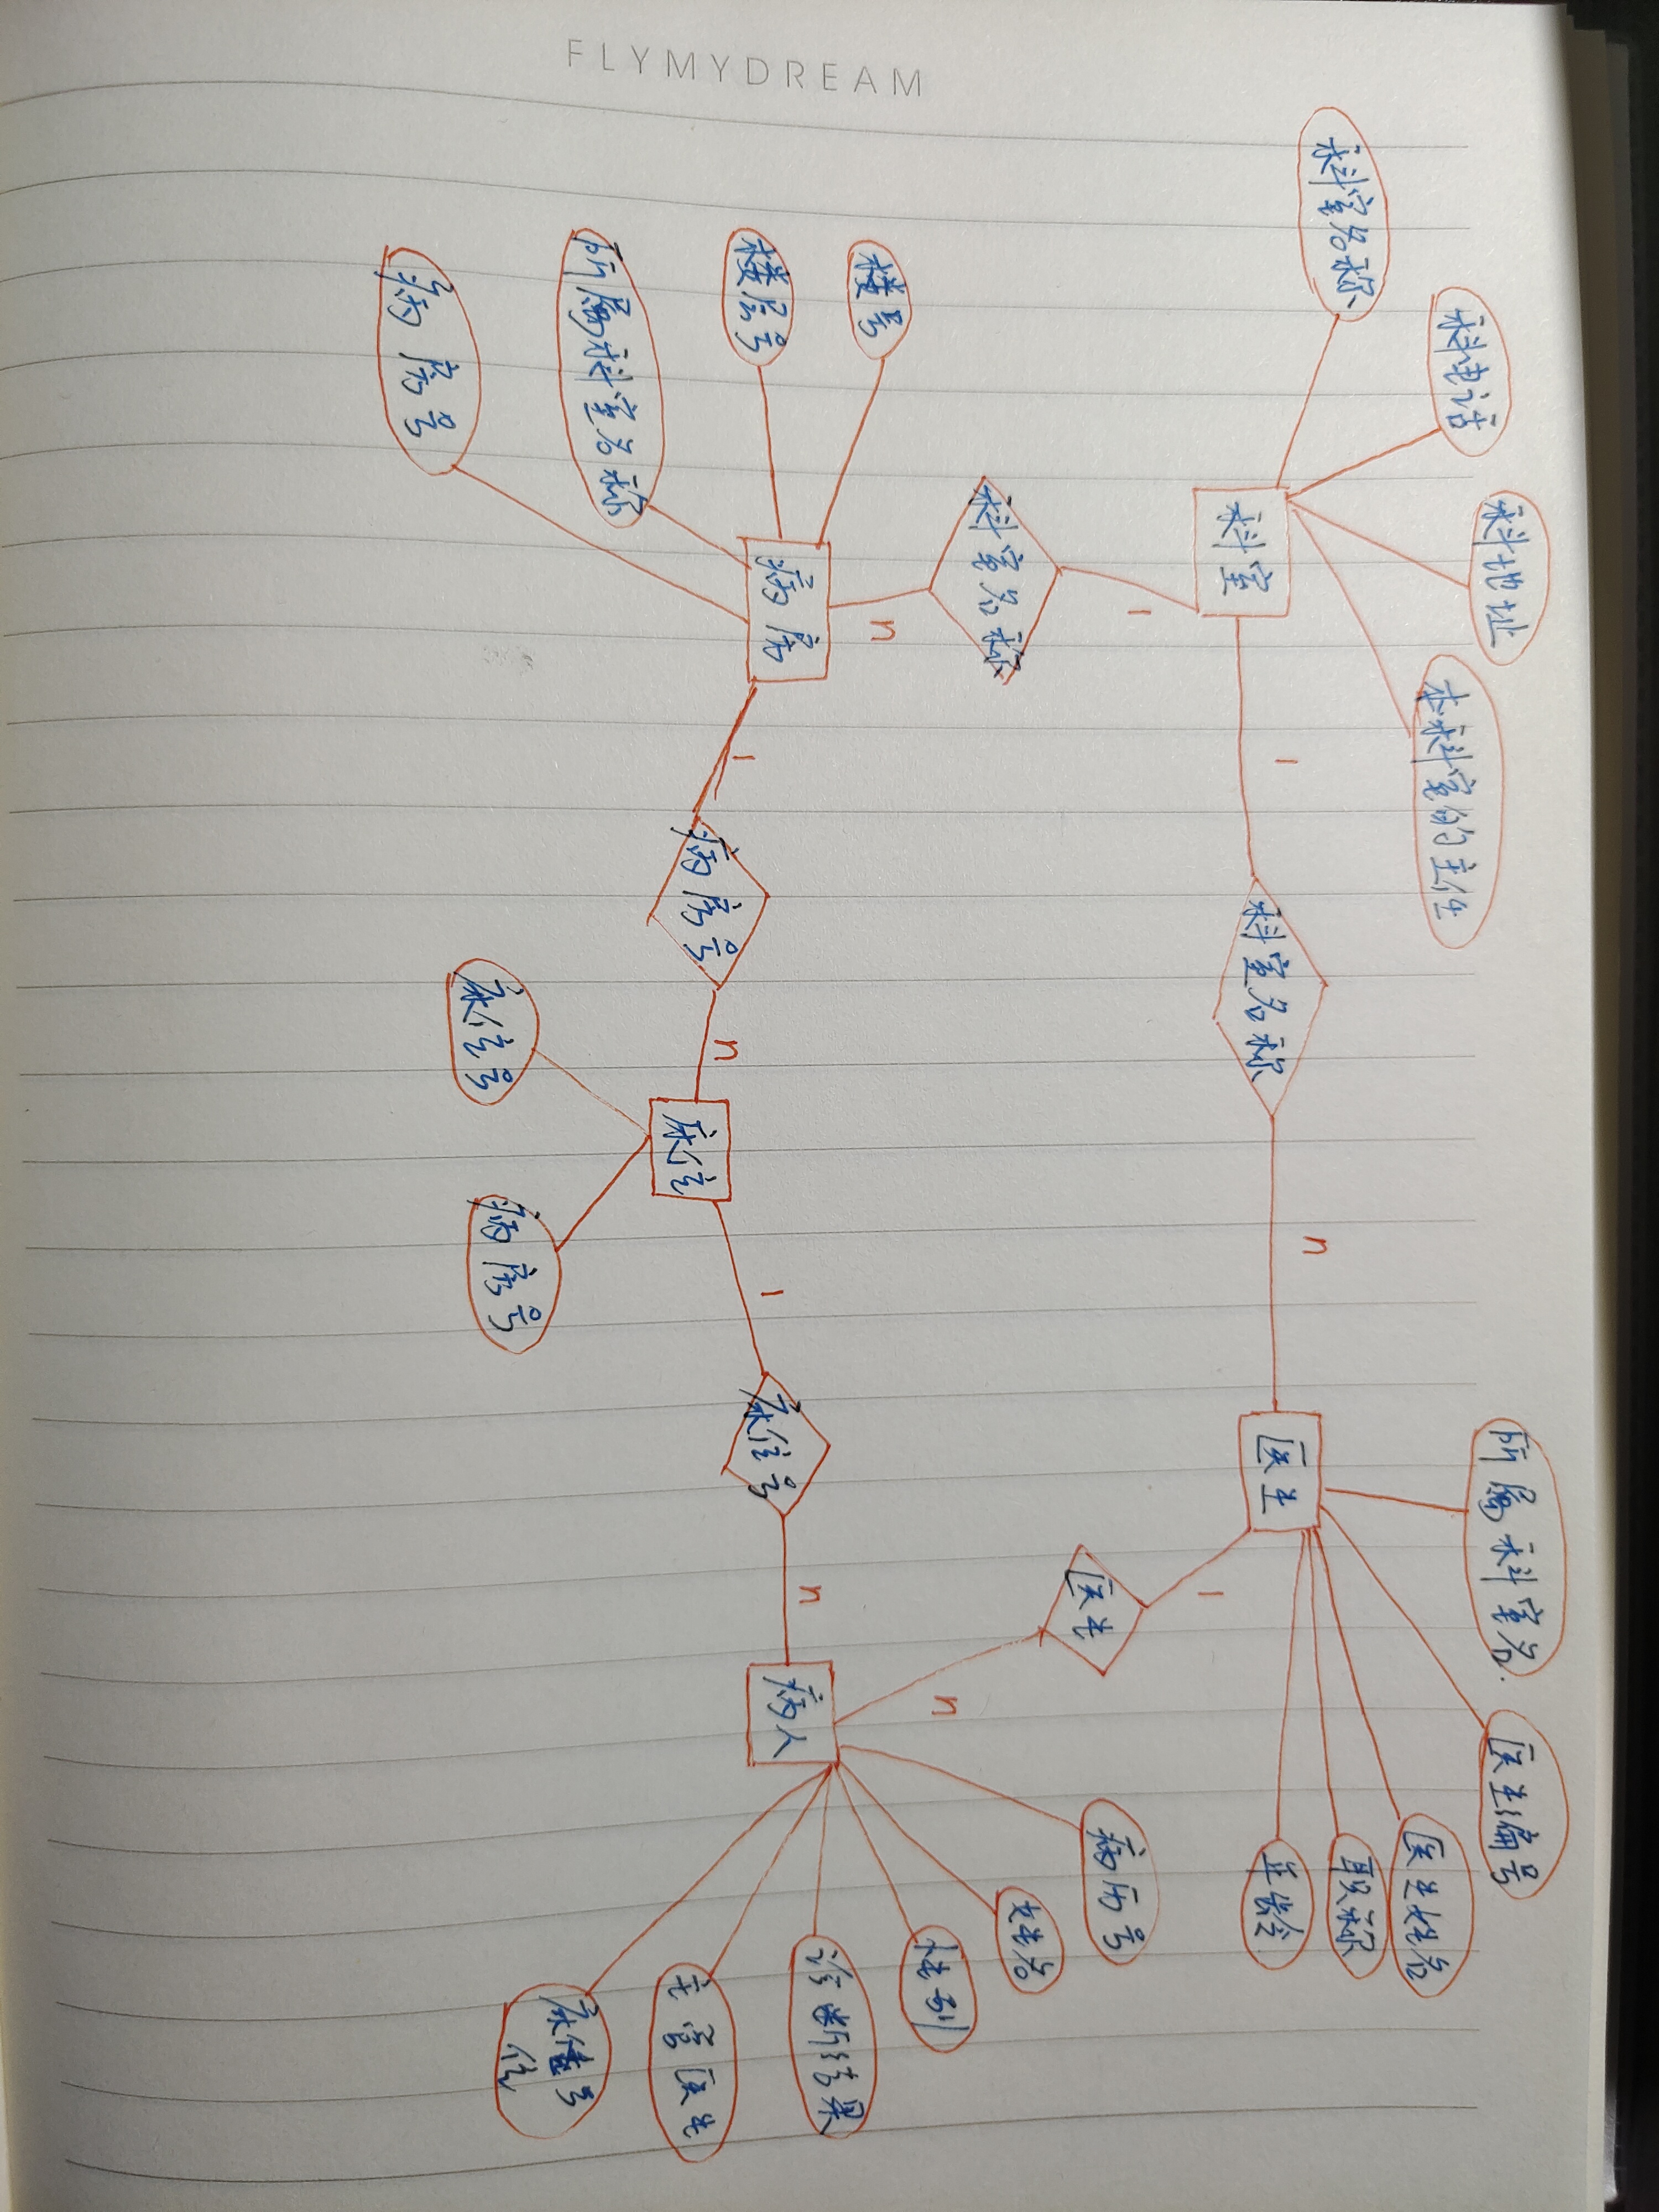 科地址
科电话
本科室的主任
科室名称
所属科室名.
医生编号
医生姓名
职称
年龄
科室
1
科室名称
n
医生
1
1
医生
病历号
姓名
性别
n
诊断结果
主管医生
床位号
科室名称
n
楼号
楼层号
病房
所属科室名称
病房号
1
病房号
n
床位
1
床位号
n
病人
床位号
病房号
FLYMYDREAM